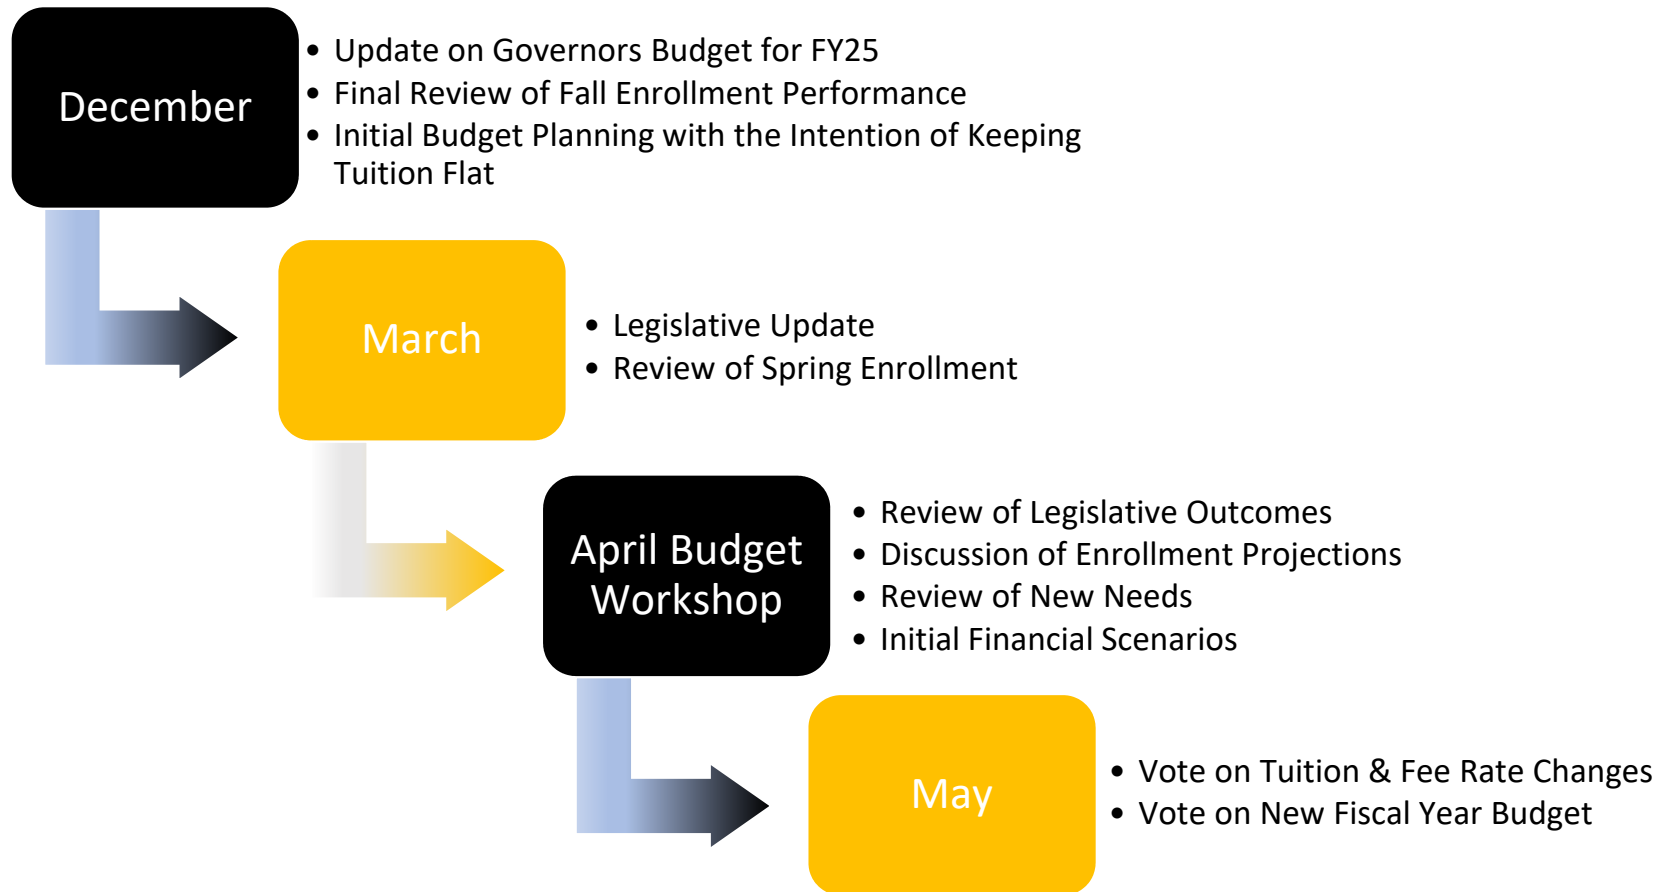 December
• Update on Governors Budget for FY25
• Final Review of Fall Enrollment Performance
• Initial Budget Planning with the Intention of Keeping
Tuition Flat
March
• Legislative Update
• Review of Spring Enrollment
April Budget
Workshop
• Review of Legislative Outcomes
• Discussion of Enrollment Projections
• Review of New Needs
• Initial Financial Scenarios
May
• Vote on Tuition & Fee Rate Changes
• Vote on New Fiscal Year Budget